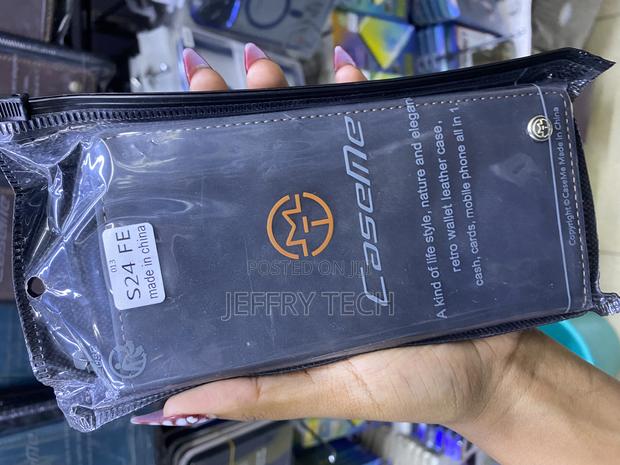 CaseMe
A kind of life style, nature and elegan
retro wallet leather case,
cash, cards, mobile phone all in 1
Copyright © CaseMe Made In China
013
S24 FE
made in china
POSTED ON JIJI
JEFFRY TECH